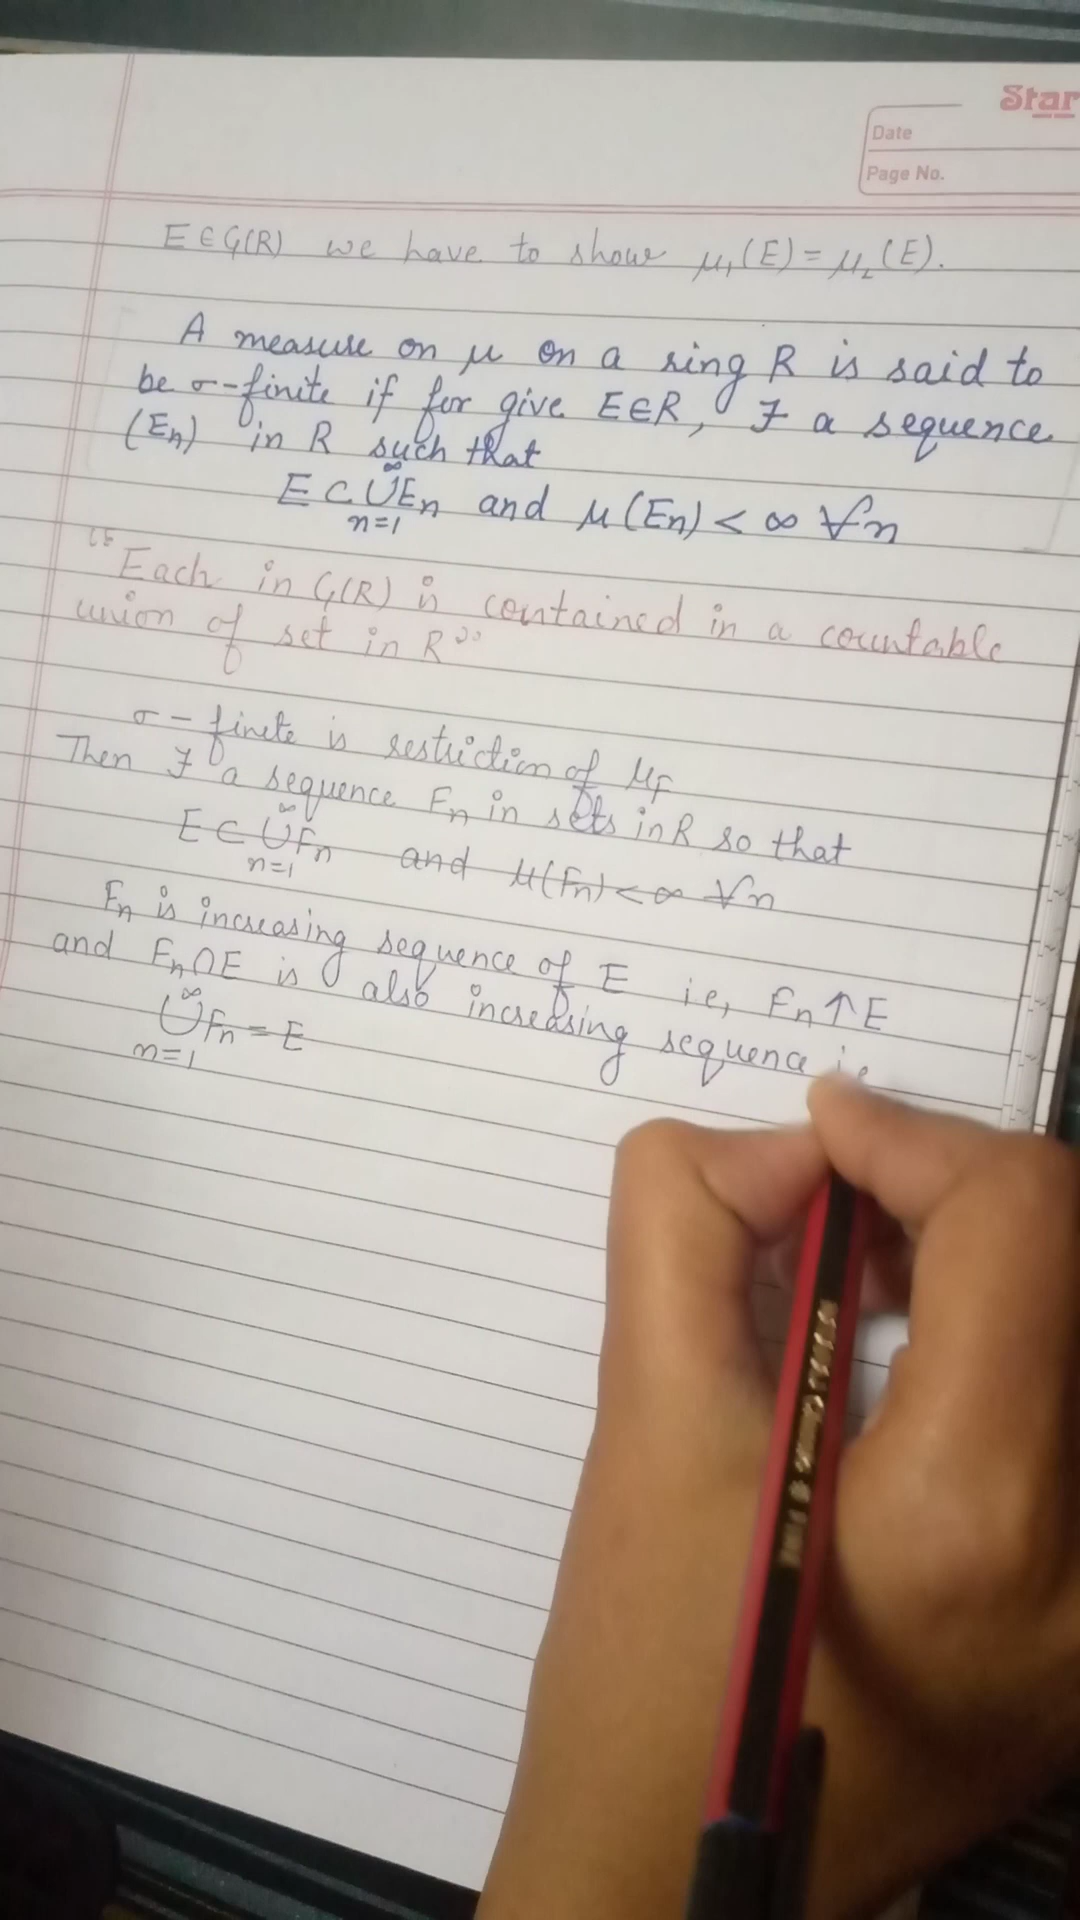 Star
Date
Page No.
E ∈ G(R) we have to show μ₁(E) = μ₂(E).
A measure on μ on a ring R is said to
be σ-finite if for give E∈R, ∃ a sequence
(En) in R such that
E ⊂ ∞∪n=1 En and μ(En) < ∞ ∀n
"Each in G(R) is contained in a countable
union of set in R"
σ-finite is restriction of μF
Then ∃ a sequence Fn in sets in R so that
E ⊂ ∞∪n=1 Fn and μ(Fn) < ∞ ∀n
Fn is increasing sequence of E ie, Fn↑E
and Fn∩E is also increasing sequence ie
∞∪n=1 Fn = E